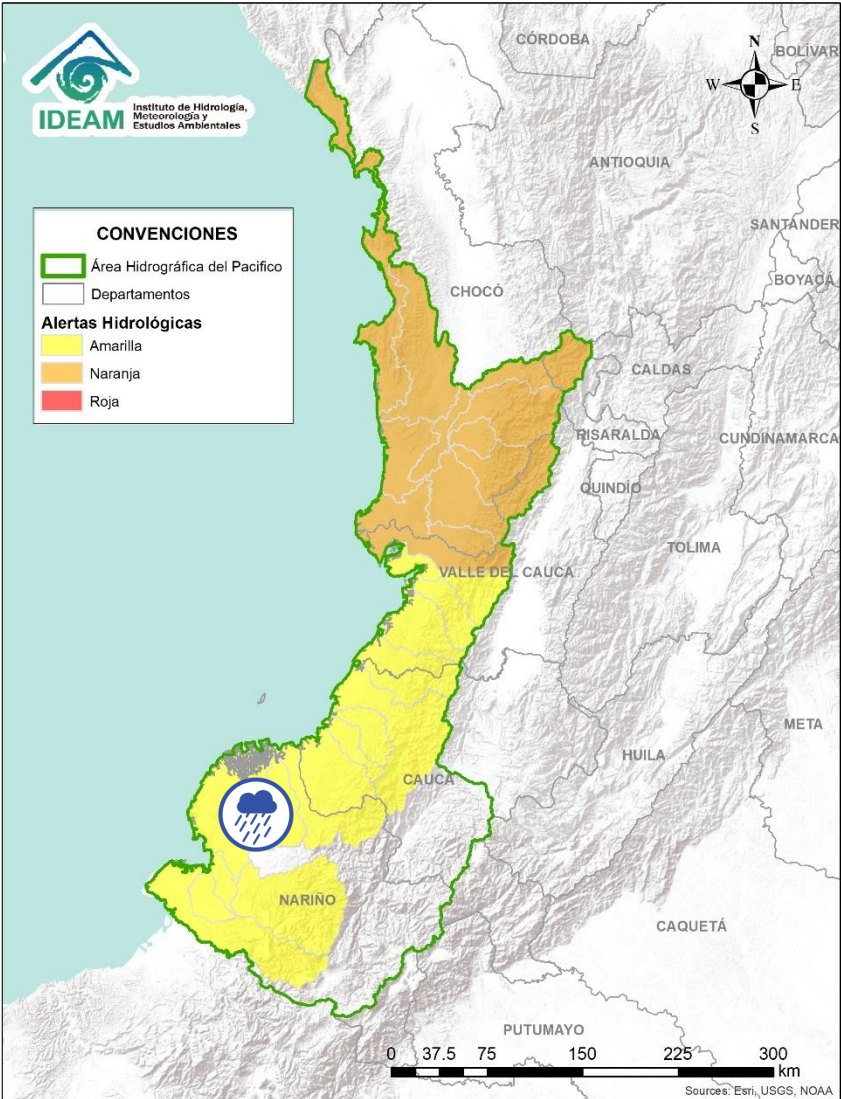 IDEAM
Instituto de Hidrología,
Meteorología y
Estudios Ambientales
CÓRDOBA
N
BOLÍVAR
W
E
S
ANTIOQUIA
SANTANDER
CONVENCIONES
Área Hidrográfica del Pacifico
Departamentos
Alertas Hidrológicas
Amarilla
Naranja
Roja
BOYACÁ
CHOCÓ
CALDAS
RISARALDA
CUNDINAMARCA
QUINDÍO
TOLIMA
VALLE DEL CAUCA
META
HUILA
CAUCA
NARIÑO
CAQUETÁ
PUTUMAYO
0 37.5 75 150 225 300
km
Sources: Esri, USGS, NOAA